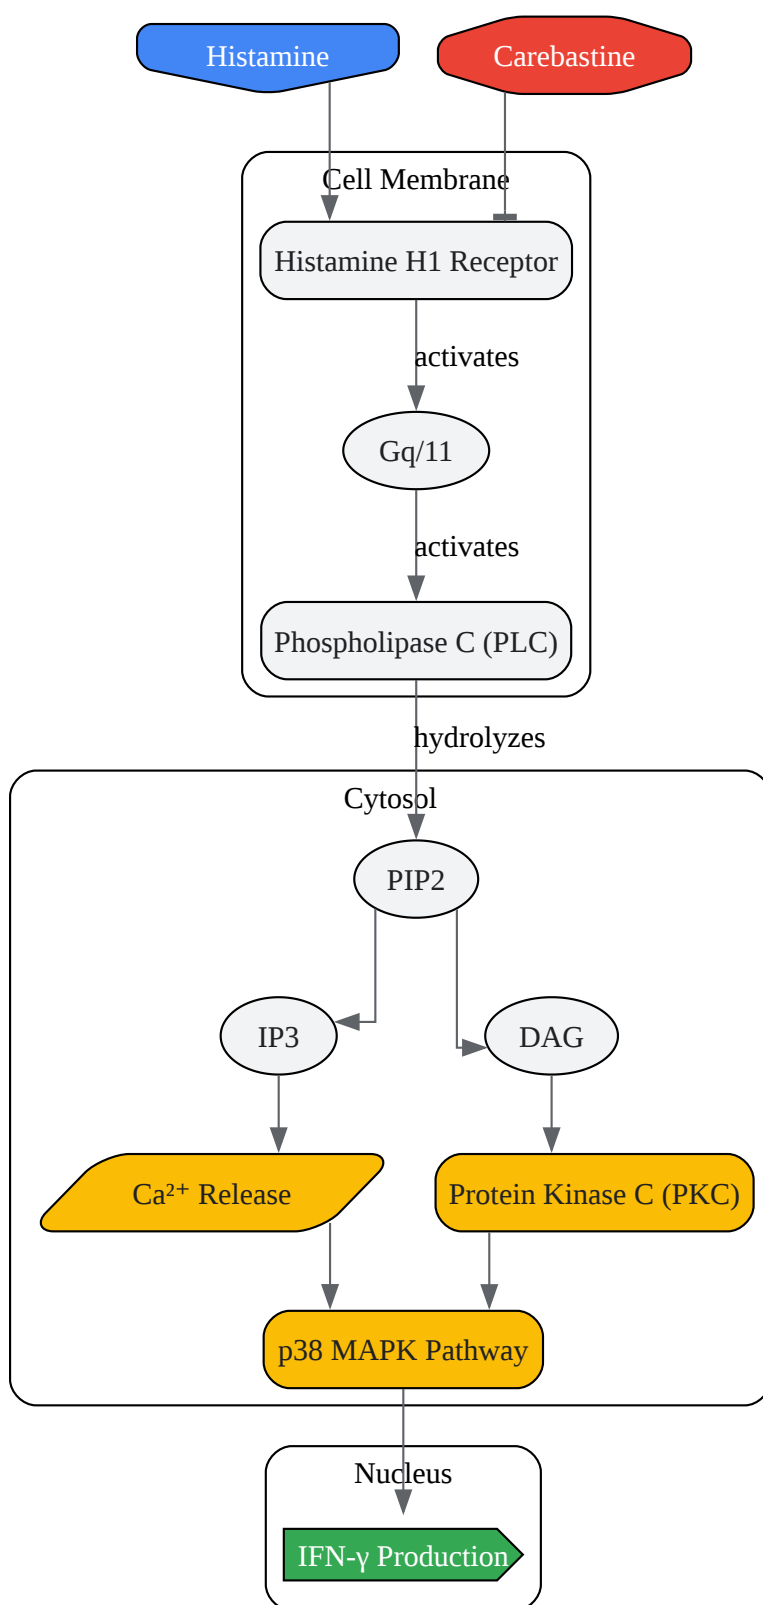 Histamine
Carebastine
Cell Membrane
Histamine H1 Receptor
activates
Gq/11
activates
Phospholipase C (PLC)
hydrolyzes
Cytosol
PIP2
IP3
DAG
Ca²⁺ Release
Protein Kinase C (PKC)
p38 MAPK Pathway
Nucleus
IFN-γ Production